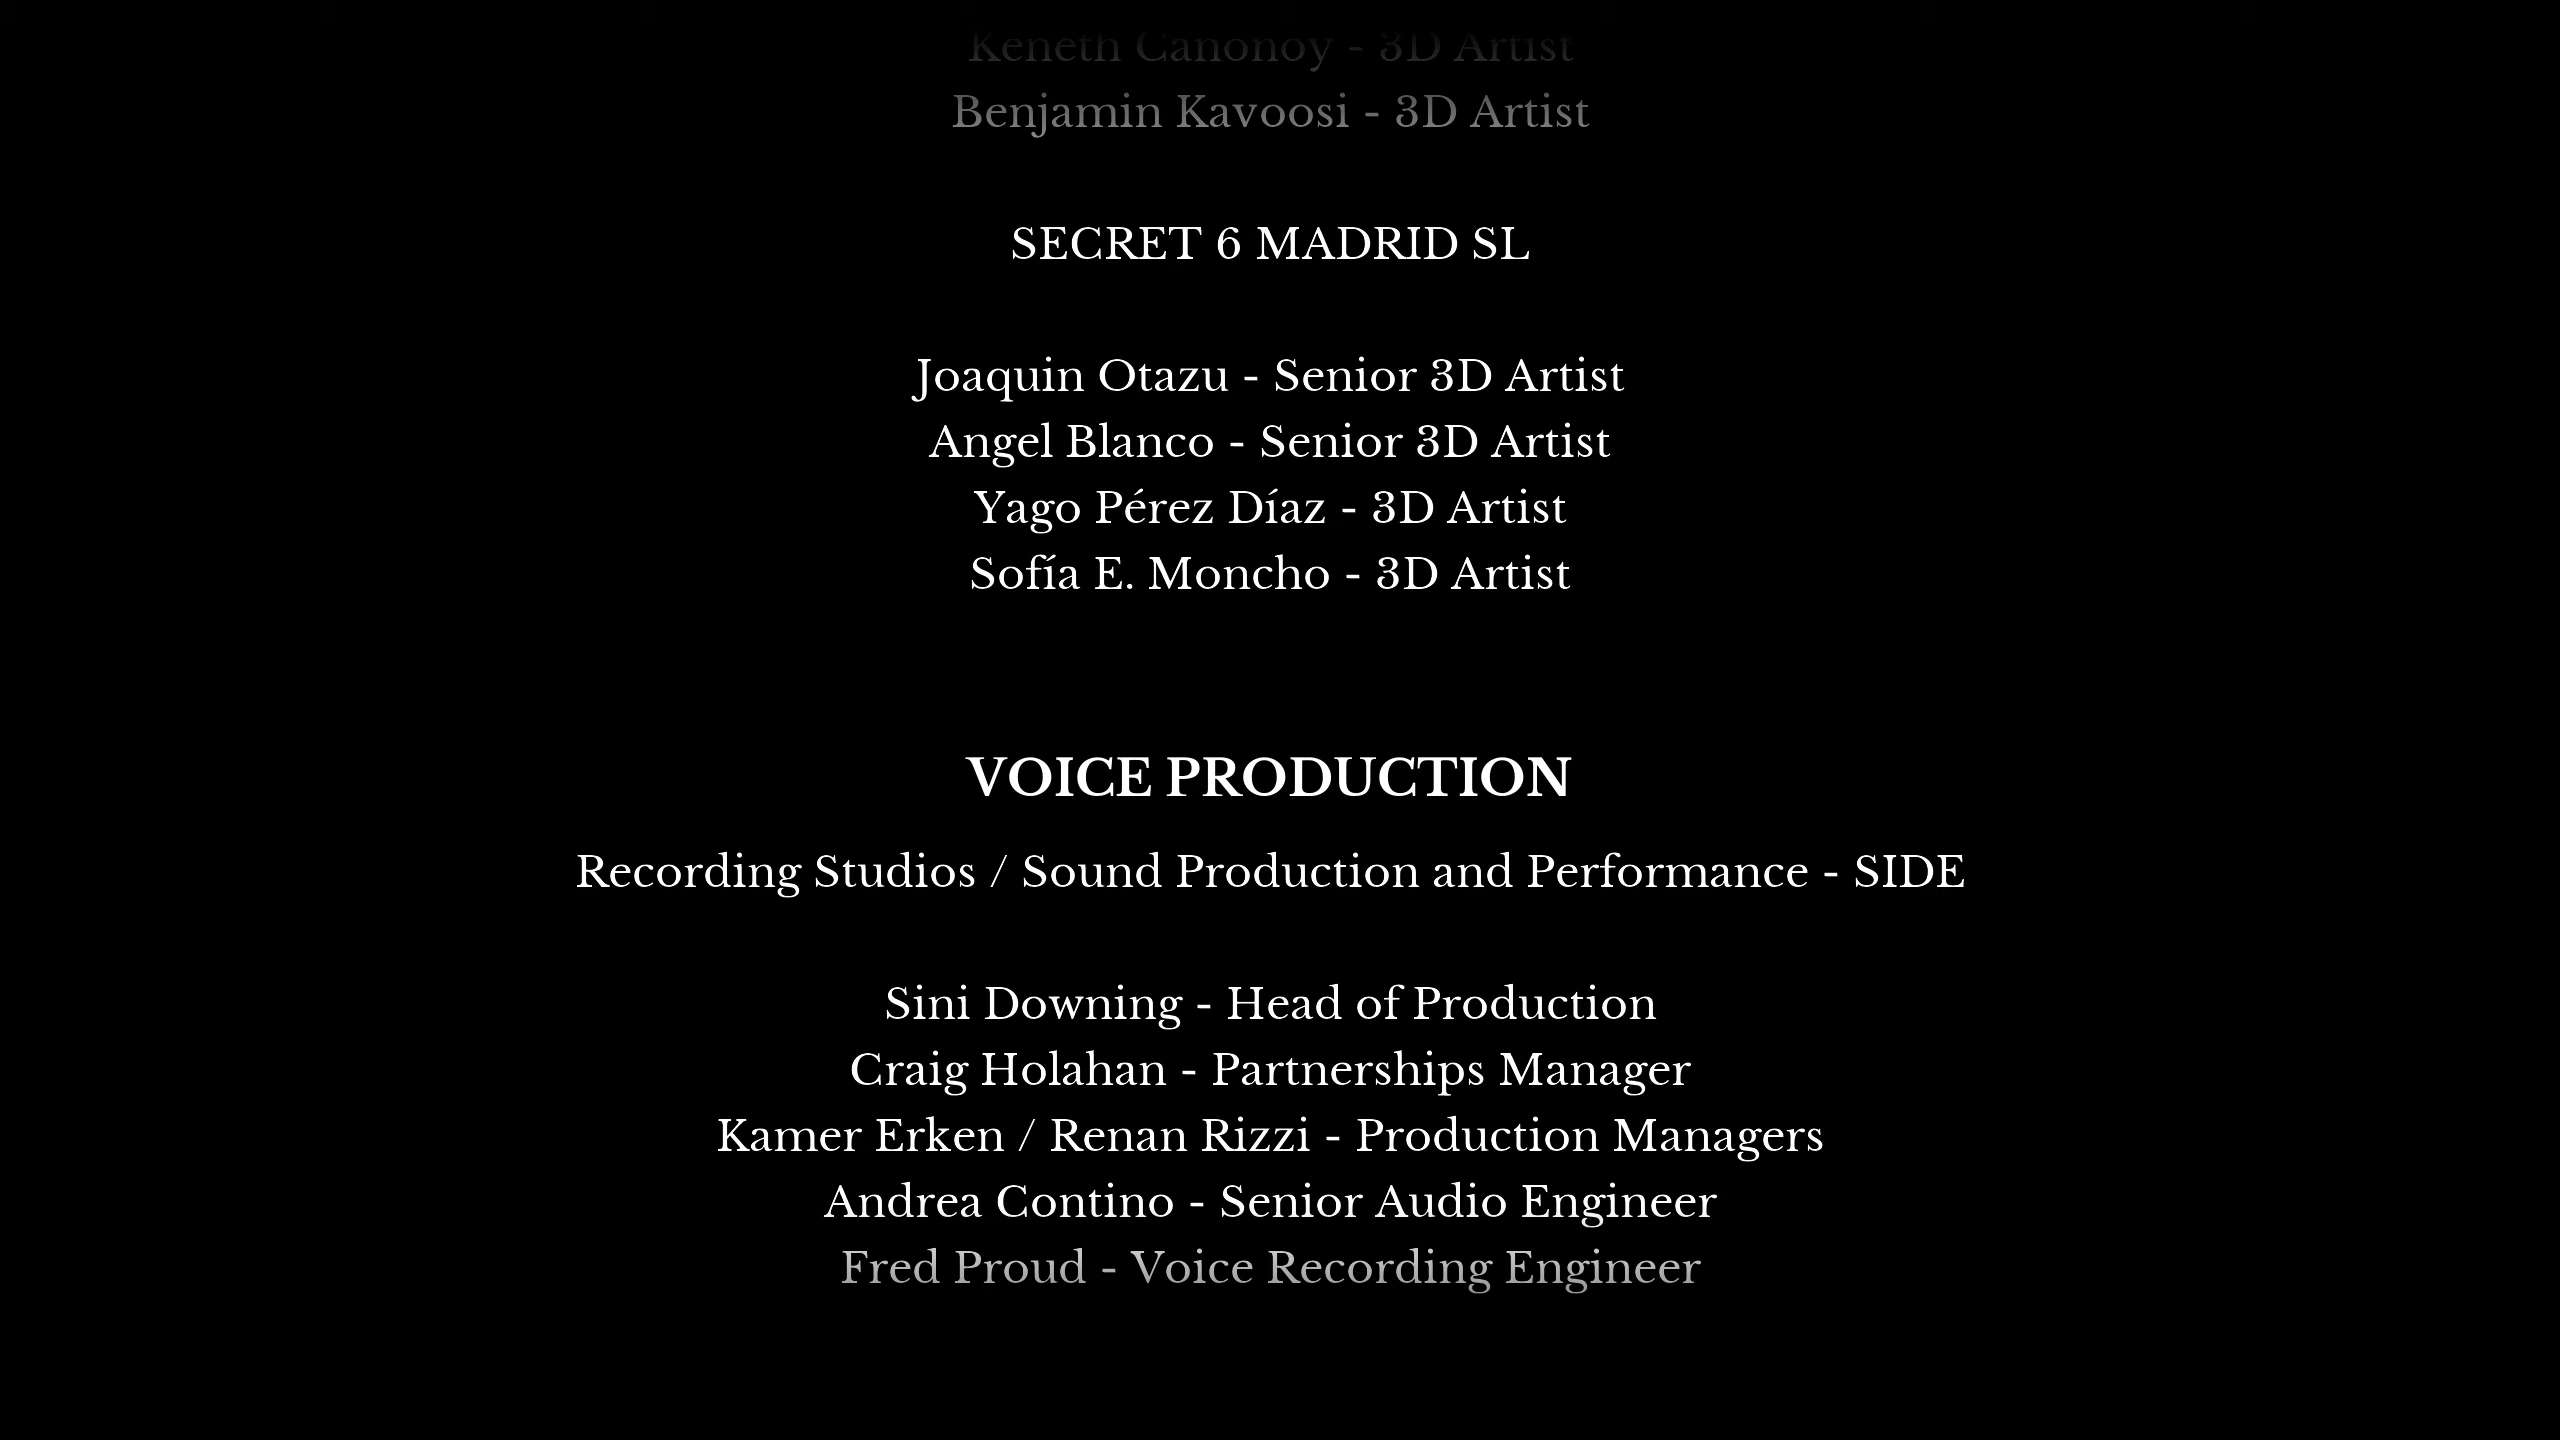 Keneth Canonoy - 3D Artist
Benjamin Kavoosi - 3D Artist
SECRET 6 MADRID SL
Joaquin Otazu - Senior 3D Artist
Angel Blanco - Senior 3D Artist
Yago Pérez Díaz - 3D Artist
Sofía E. Moncho - 3D Artist
VOICE PRODUCTION
Recording Studios / Sound Production and Performance - SIDE
Sini Downing - Head of Production
Craig Holahan - Partnerships Manager
Kamer Erken / Renan Rizzi - Production Managers
Andrea Contino - Senior Audio Engineer
Fred Proud - Voice Recording Engineer